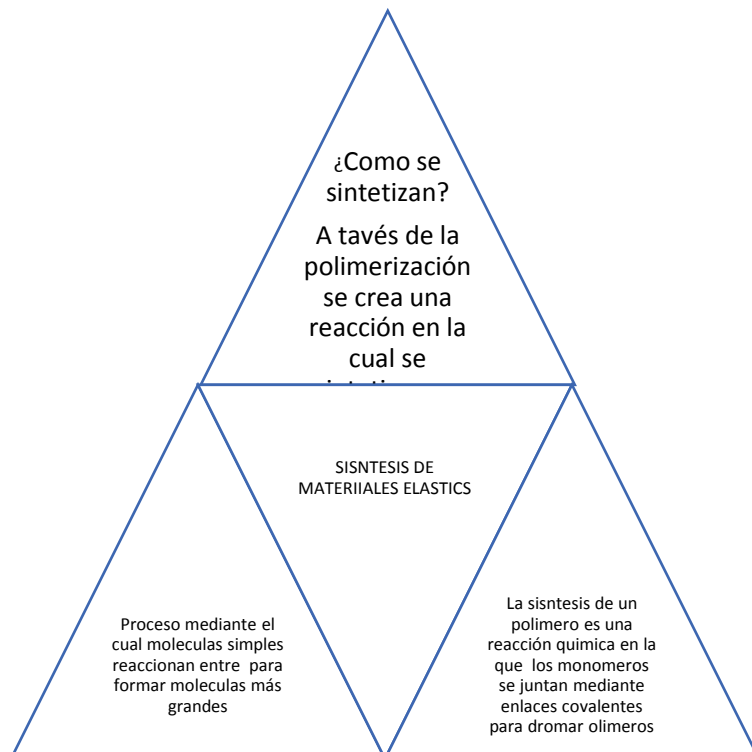 ¿Como se
sintetizan?
A tavés de la
polimerización
se crea una
reacción en la
cual se
SISNTESIS DE
MATERIIALES ELASTICS
Proceso mediante el
cual moleculas simples
reaccionan entre para
formar moleculas más
grandes
La sisntesis de un
polimero es una
reacción quimica en la
que los monomeros
se juntan mediante
enlaces covalentes
para dromar olimeros